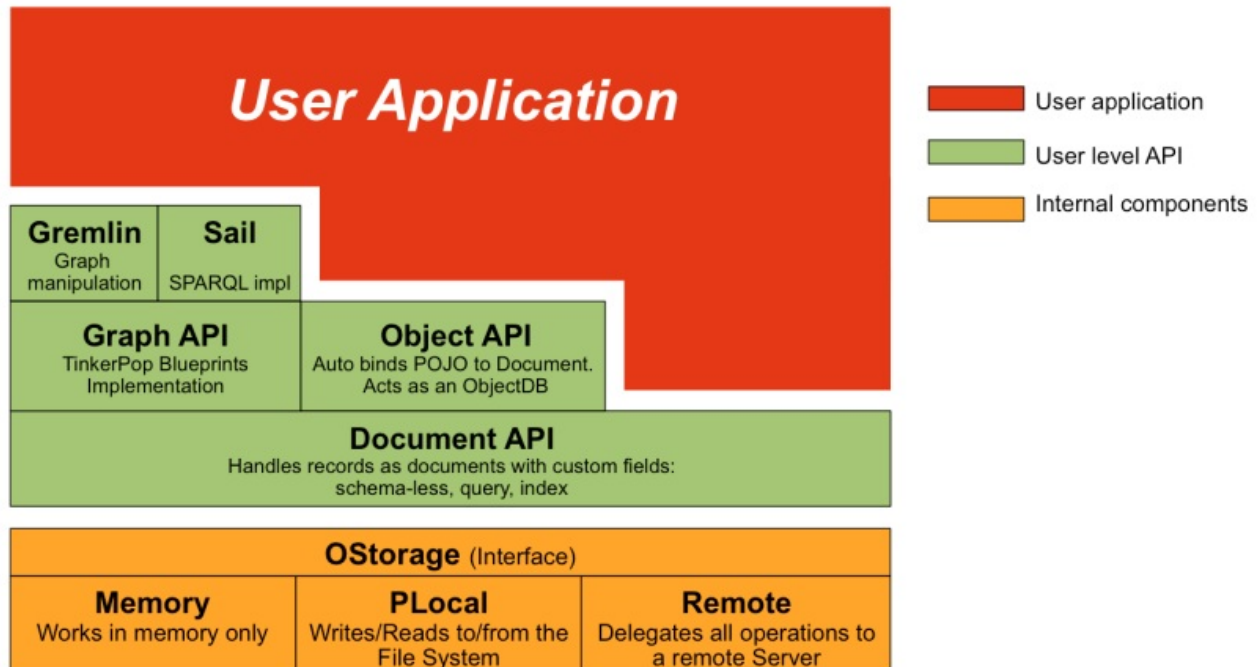 User Application
User application
User level API
Internal components
Gremlin
Graph
manipulation
Sail
SPARQL impl
Graph API
TinkerPop Blueprints
Implementation
Object API
Auto binds POJO to Document.
Acts as an ObjectDB
Document API
Handles records as documents with custom fields:
schema-less, query, index
OStorage (Interface)
Memory
Works in memory only
PLocal
Writes/Reads to/from the
File System
Remote
Delegates all operations to
a remote Server